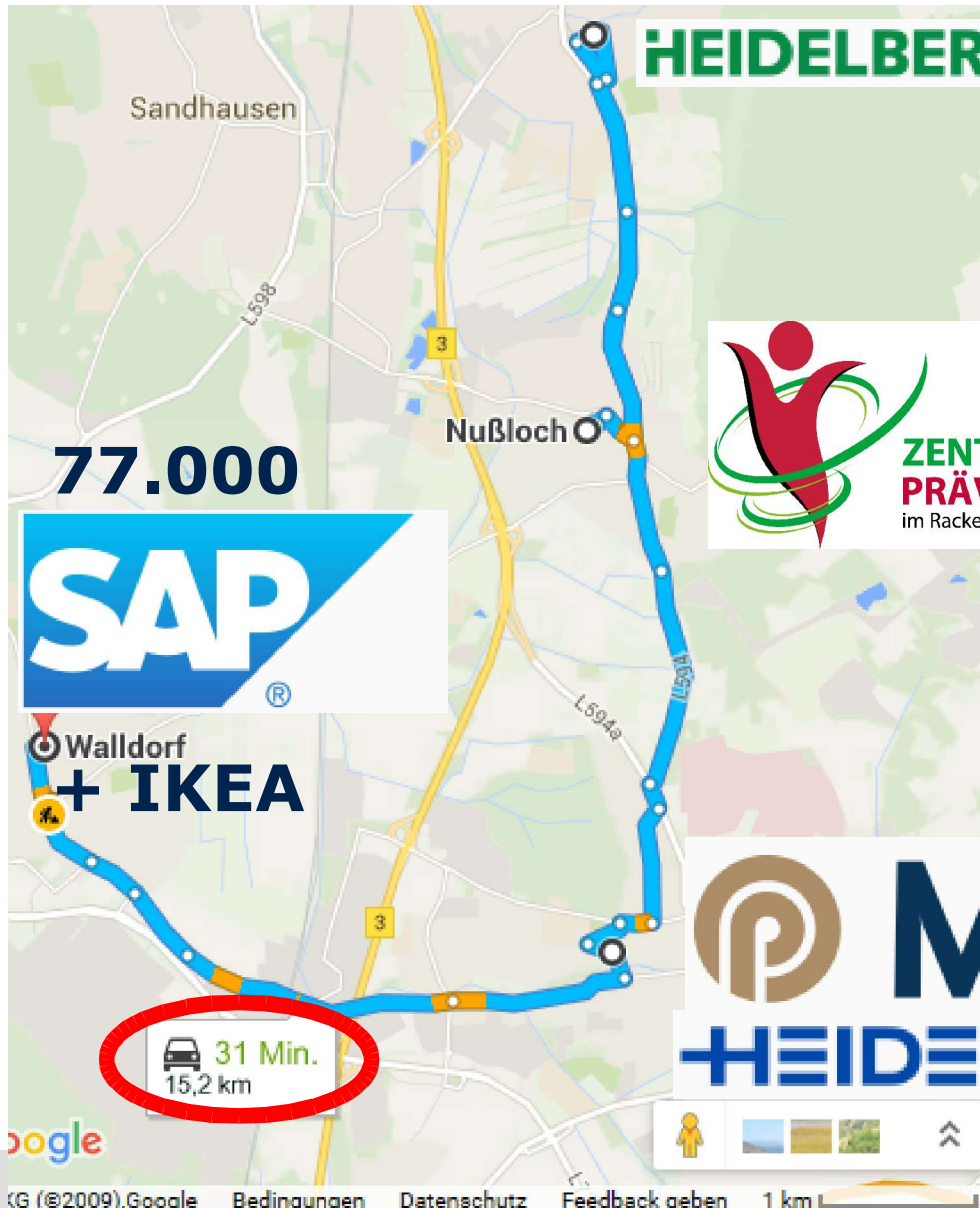 HEIDELBER
Sandhausen
L598
3
Nußloch
77.000
ZENT
PRÄV
im Racke
SAP
®
L594
L594a
Walldorf
+ IKEA
3
M
31 Min.
15,2 km
HEIDE
oogle
KG (©2009),Google Bedingungen Datenschutz Feedback geben 1 km